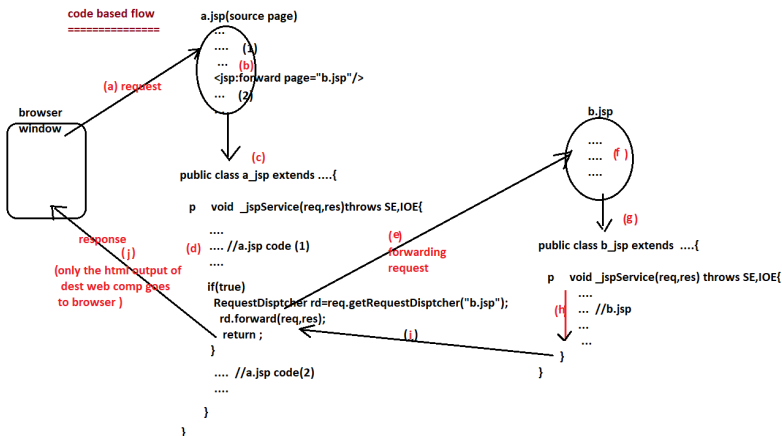 code based flow
===============
a.jsp(source page)
...
.... (1)
... (b)
<jsp:forward page="b.jsp"/>
... (2)
(a) request
browser
window
(c)
public class a_jsp extends ....{
p void _jspService(req,res)throws SE,IOE{
....
(d) .... //a.jsp code (1)
....
if(true)
RequestDisptcher rd=req.getRequestDisptcher("b.jsp");
rd.forward(req,res);
return ;
}
.... //a.jsp code(2)
....
}
}
response
(j)
(only the html output of
dest web comp goes
to browser )
(e)
forwarding
request
b.jsp
....
.... (f)
....
(g)
public class b_jsp extends ....{
p void _jspService(req,res) throws SE,IOE{
....
(h ... //b.jsp
...
...
}
}
(i)